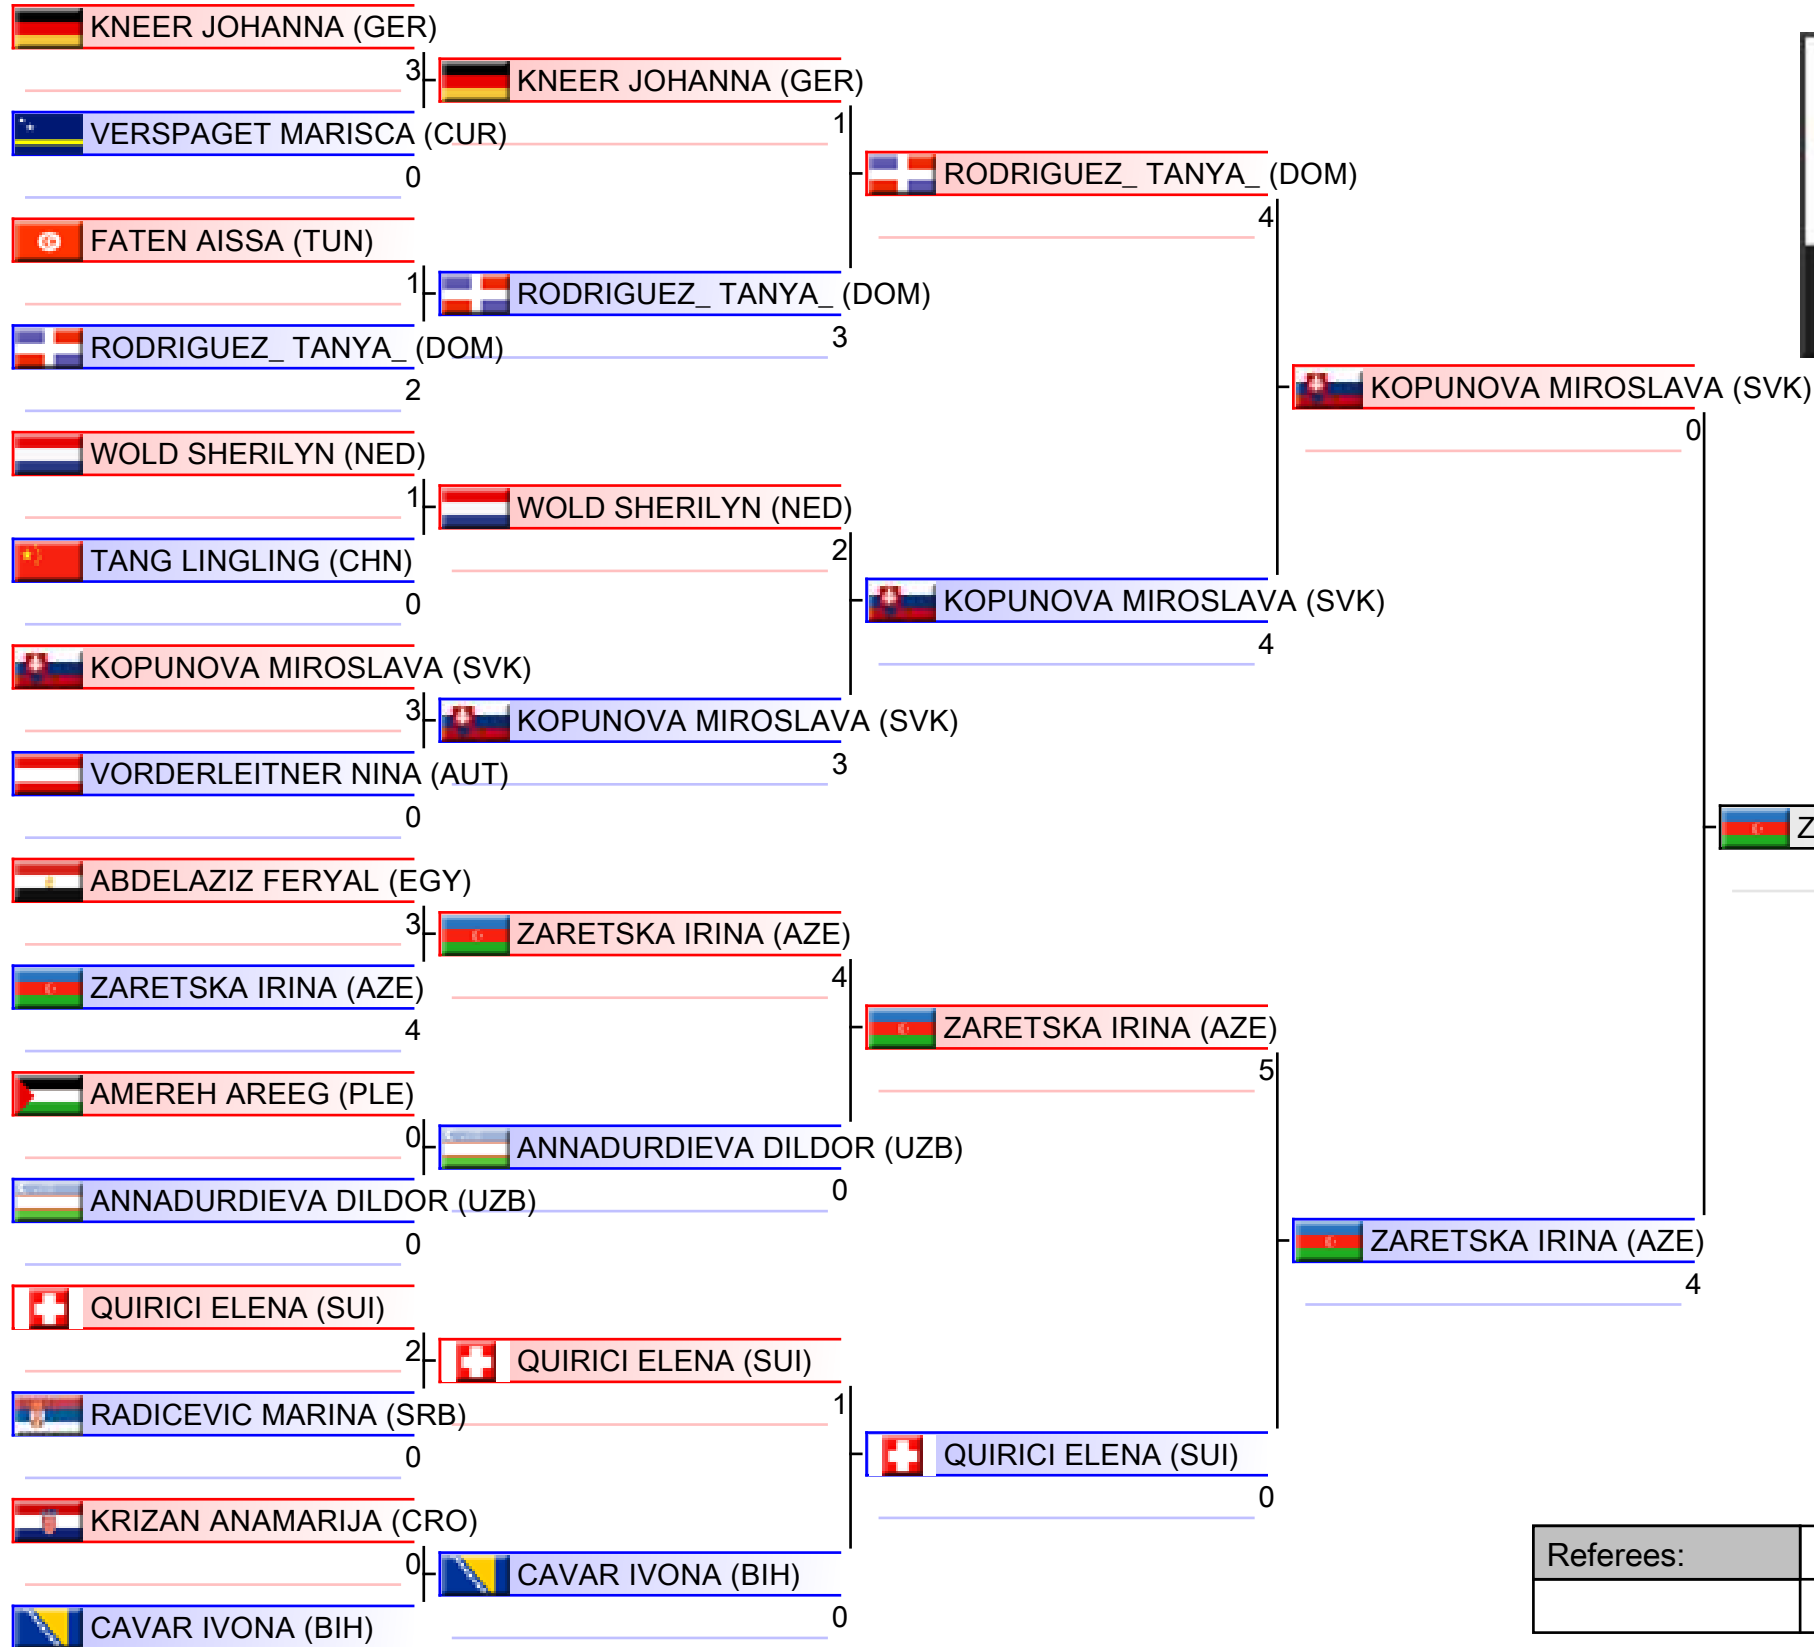 KNEER JOHANNA (GER)
3
VERSPAGET MARISCA (CUR)
0
FATEN AISSA (TUN)
1
RODRIGUEZ_ TANYA_ (DOM)
2
WOLD SHERILYN (NED)
1
TANG LINGLING (CHN)
0
KOPUNOVA MIROSLAVA (SVK)
3
VORDERLEITNER NINA (AUT)
0
ABDELAZIZ FERYAL (EGY)
3
ZARETSKA IRINA (AZE)
4
AMEREH AREEG (PLE)
0
ANNADURDIEVA DILDOR (UZB)
0
QUIRICI ELENA (SUI)
2
RADICEVIC MARINA (SRB)
0
KRIZAN ANAMARIJA (CRO)
0
CAVAR IVONA (BIH)
KNEER JOHANNA (GER)
1
RODRIGUEZ_ TANYA_ (DOM)
3
WOLD SHERILYN (NED)
2
KOPUNOVA MIROSLAVA (SVK)
3
ZARETSKA IRINA (AZE)
4
ANNADURDIEVA DILDOR (UZB)
0
QUIRICI ELENA (SUI)
1
CAVAR IVONA (BIH)
0
RODRIGUEZ_ TANYA_ (DOM)
4
KOPUNOVA MIROSLAVA (SVK)
4
ZARETSKA IRINA (AZE)
5
QUIRICI ELENA (SUI)
0
KOPUNOVA MIROSLAVA (SVK)
0
ZARETSKA IRINA (AZE)
4
Z
Referees: